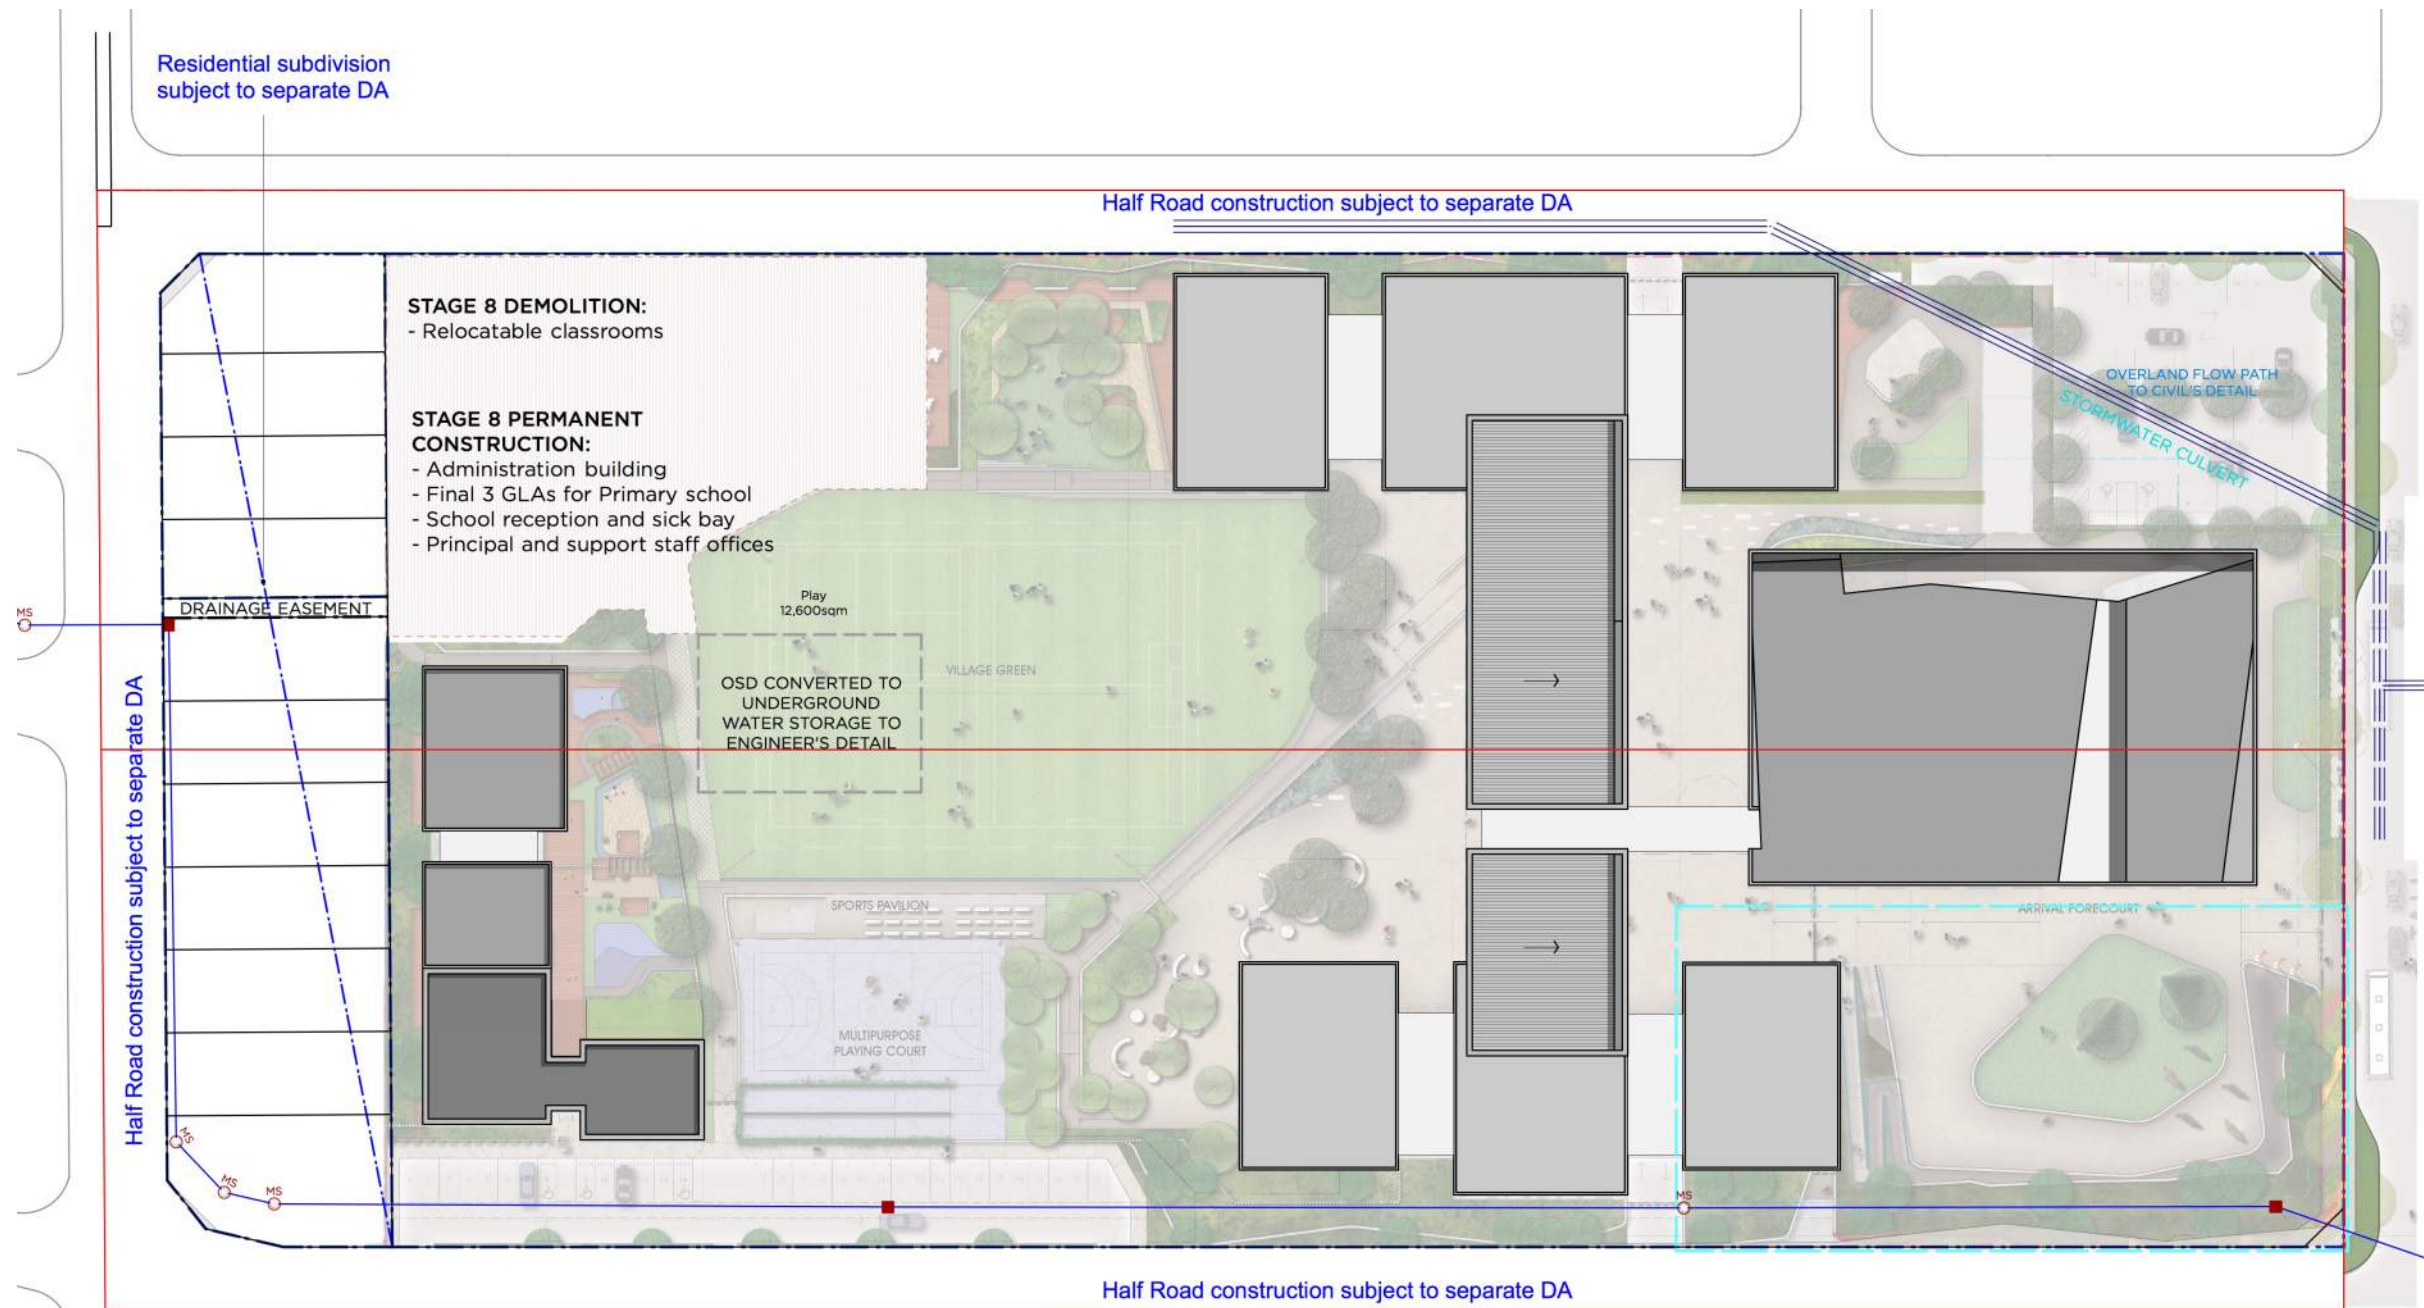 Residential subdivision
subject to separate DA
Half Road construction subject to separate DA
STAGE 8 DEMOLITION:
- Relocatable classrooms
STAGE 8 PERMANENT
CONSTRUCTION:
- Administration building
- Final 3 GLAs for Primary school
- School reception and sick bay
- Principal and support staff offices
OVERLAND FLOW PATH
TO CIVIL'S DETAIL
STORMWATER CULVERT
DRAINAGE EASEMENT
MS
Play
12,600sqm
VILLAGE GREEN
OSD CONVERTED TO
UNDERGROUND
WATER STORAGE TO
ENGINEER'S DETAIL
Half Road construction subject to separate DA
SPORTS PAVILION
ARRIVAL FORECOURT
MULTIPURPOSE
PLAYING COURT
MS
MS
MS
MS
Half Road construction subject to separate DA